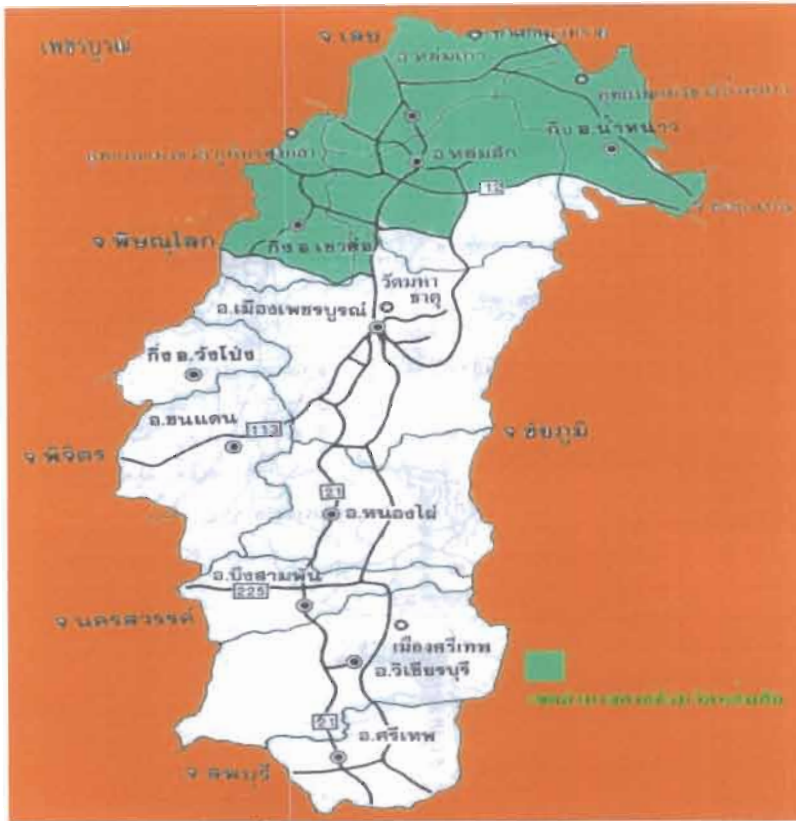 เพชรบูรณ์
จ.เลย
อ.หล่มเก่า
กิ่ง อ.น้ำหนาว
อ.หล่มสัก
12
จ.พิษณุโลก
กิ่ง อ.เขาค้อ
วัดมหา
ธาตุ
อ.เมืองเพชรบูรณ์
กิ่ง อ.วังโป่ง
อ.ชนแดน
113
จ.ชัยภูมิ
จ.พิจิตร
21
อ.หนองไผ่
อ.บึงสามพัน
225
จ.นครสวรรค์
เมืองศรีเทพ
อ.วิเชียรบุรี
21
อ.ศรีเทพ
จ.ลพบุรี